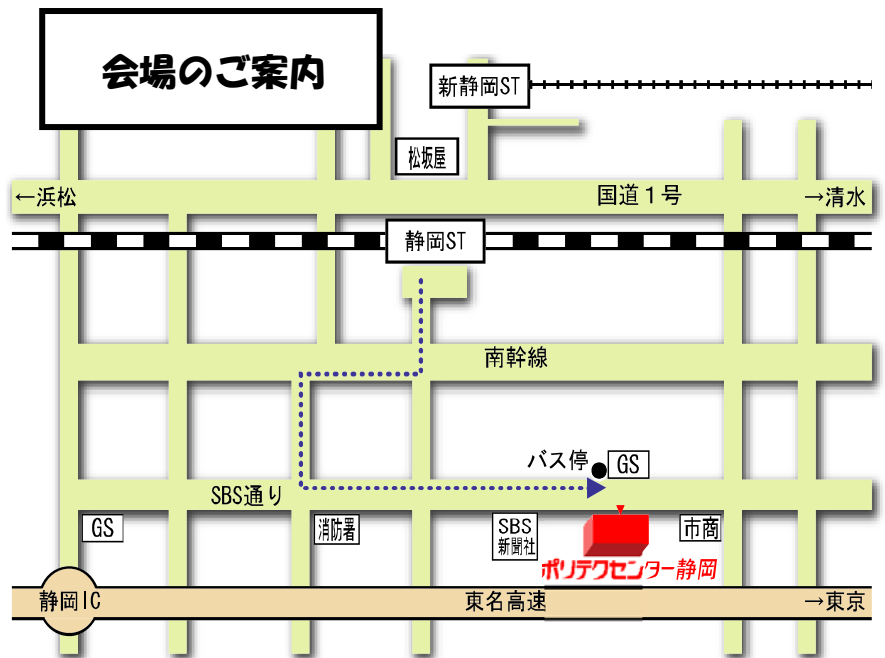 会場のご案内
新静岡ST
松坂屋
←浜松
国道1号
→清水
静岡ST
南幹線
バス停
GS
SBS通り
GS
消防署
SBS
新聞社
市商
ポリテクセンター静岡
静岡IC
東名高速
→東京